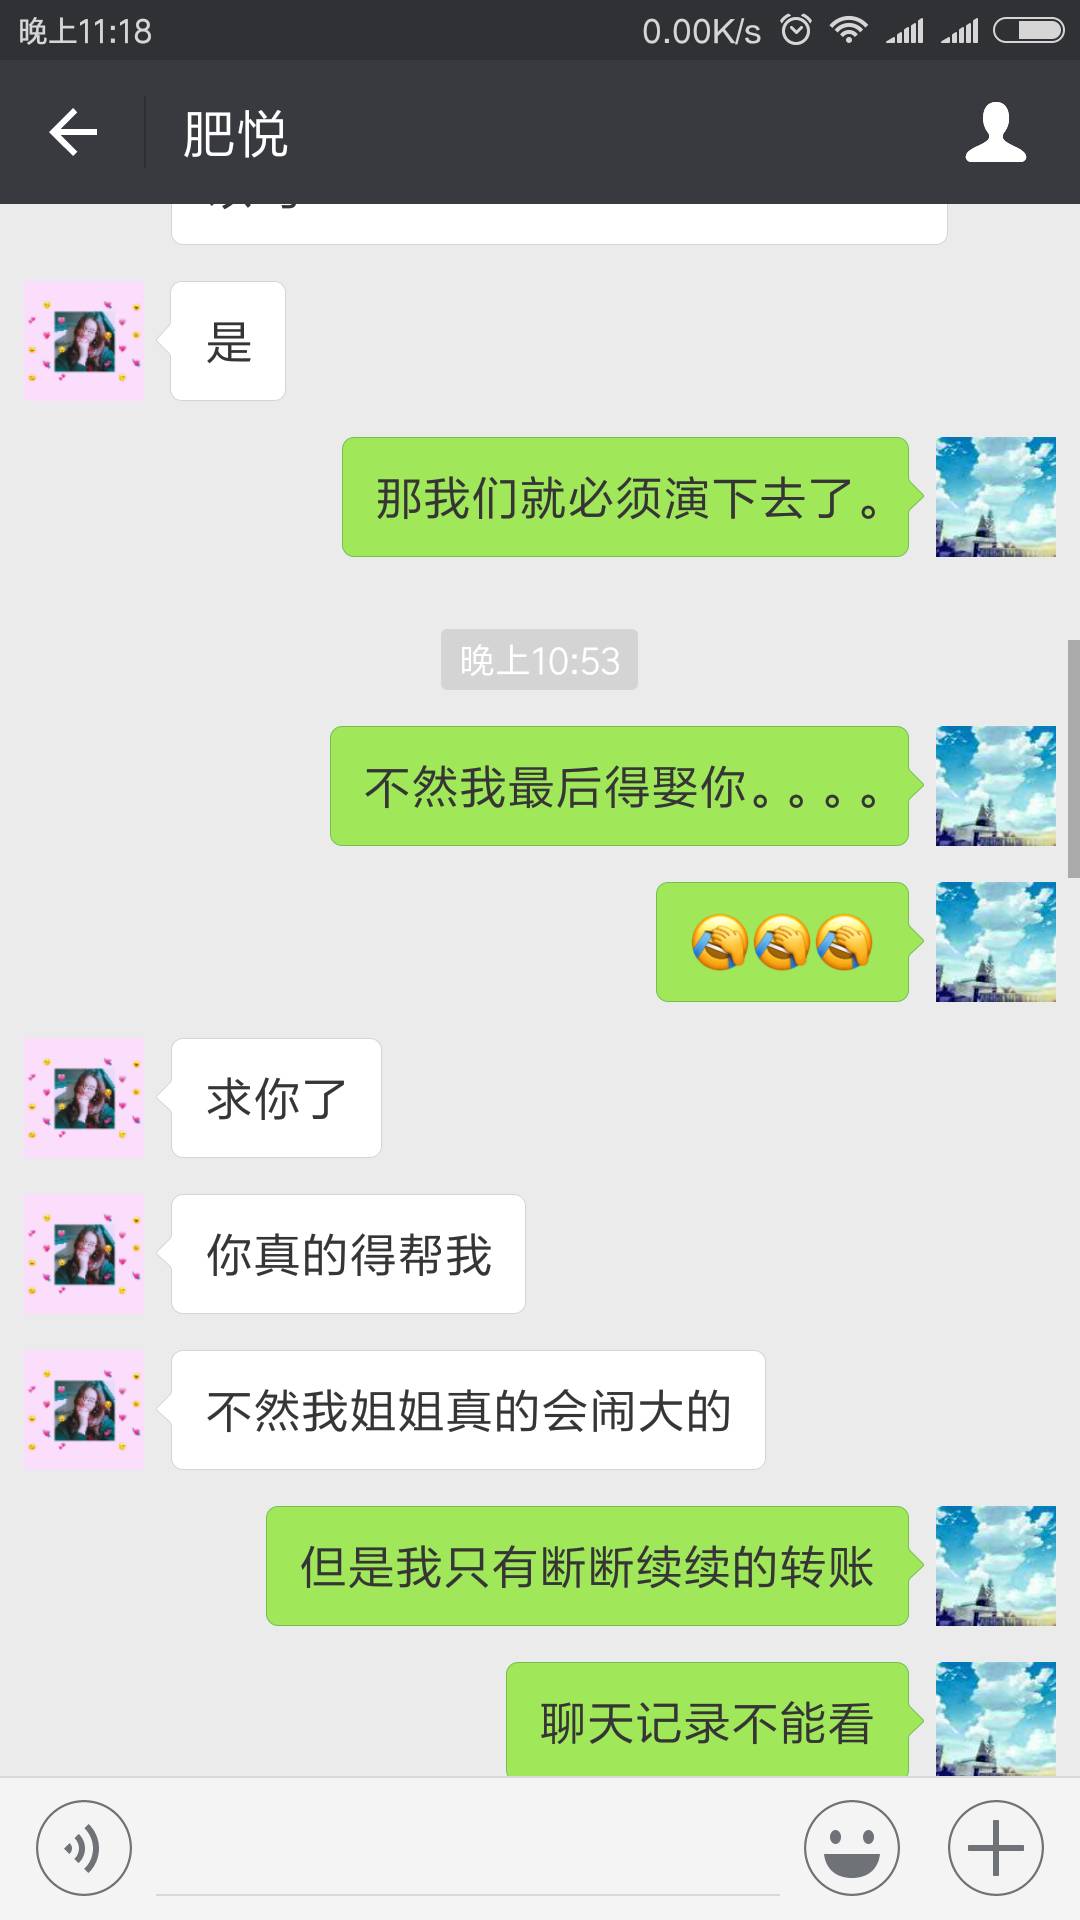 晚上11:18 0.00K/s
肥悦
是
那我们就必须演下去了。
晚上10:53
不然我最后得娶你。。。。
求你了
你真的得帮我
不然我姐姐真的会闹大的
但是我只有断断续续的转账
聊天记录不能看